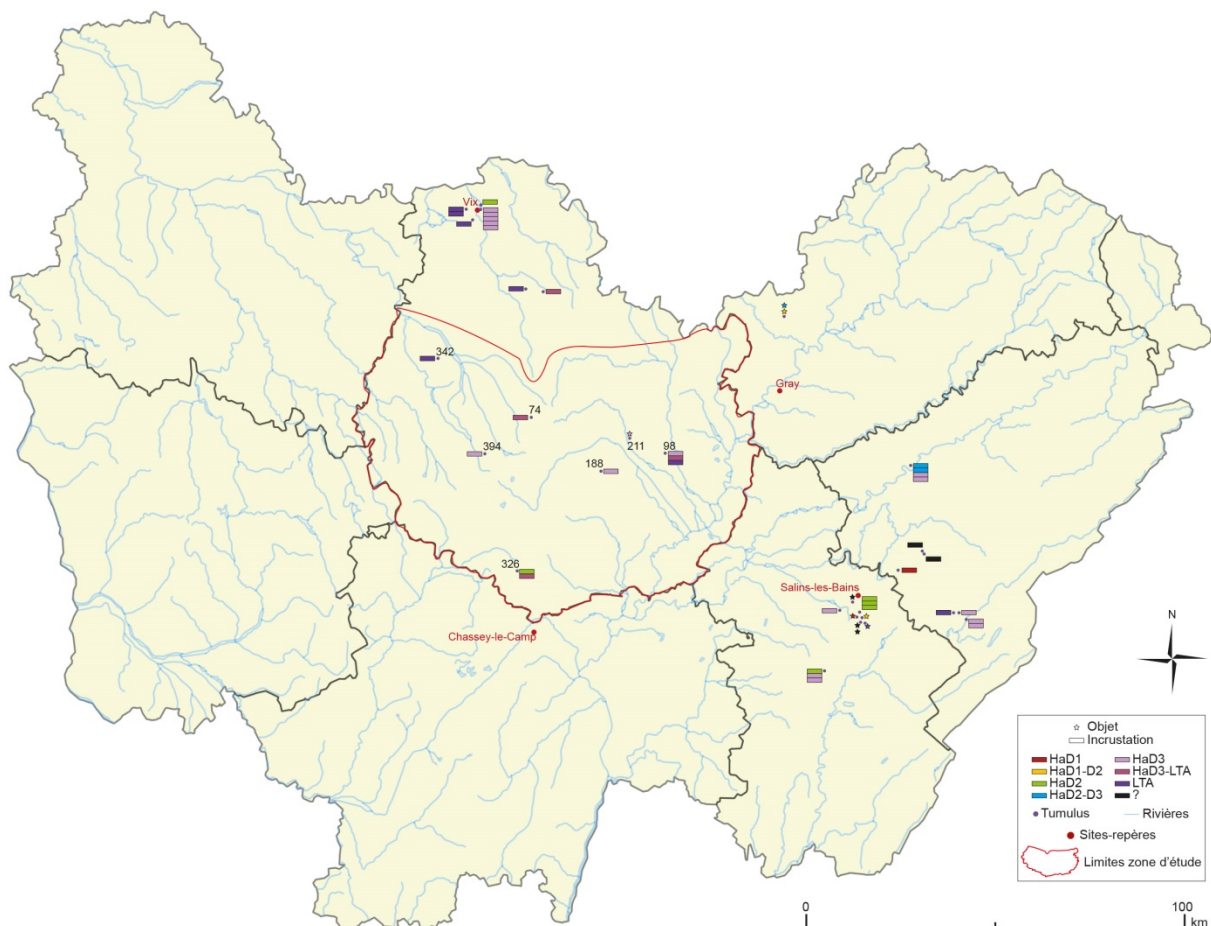 Vix
342
74
Gray
394
211
98
188
326
Salins-les-Bains
Chassey-le-Camp
N
Objet
Incrustation
HaD1 HaD3
HaD1-D2 HaD3-LTA
HaD2 LTA
HaD2-D3 ?
Tumulus Rivières
Sites-repères
Limites zone d'étude
0 100
km